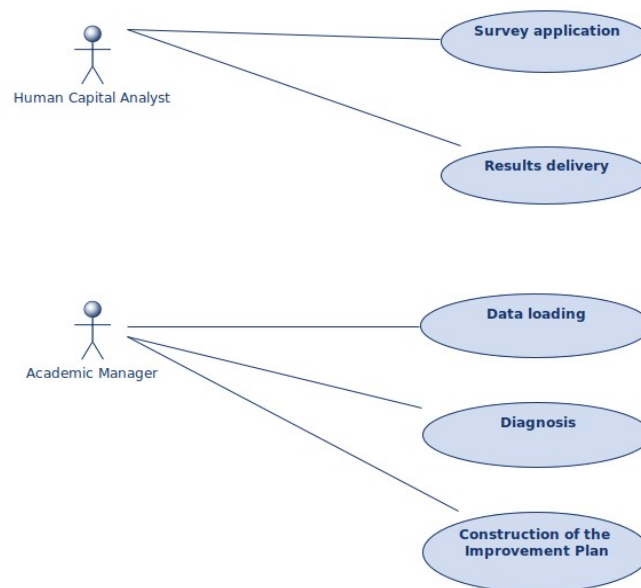 Survey application
Human Capital Analyst
Results delivery
Data loading
Academic Manager
Diagnosis
Construction of the
Improvement Plan